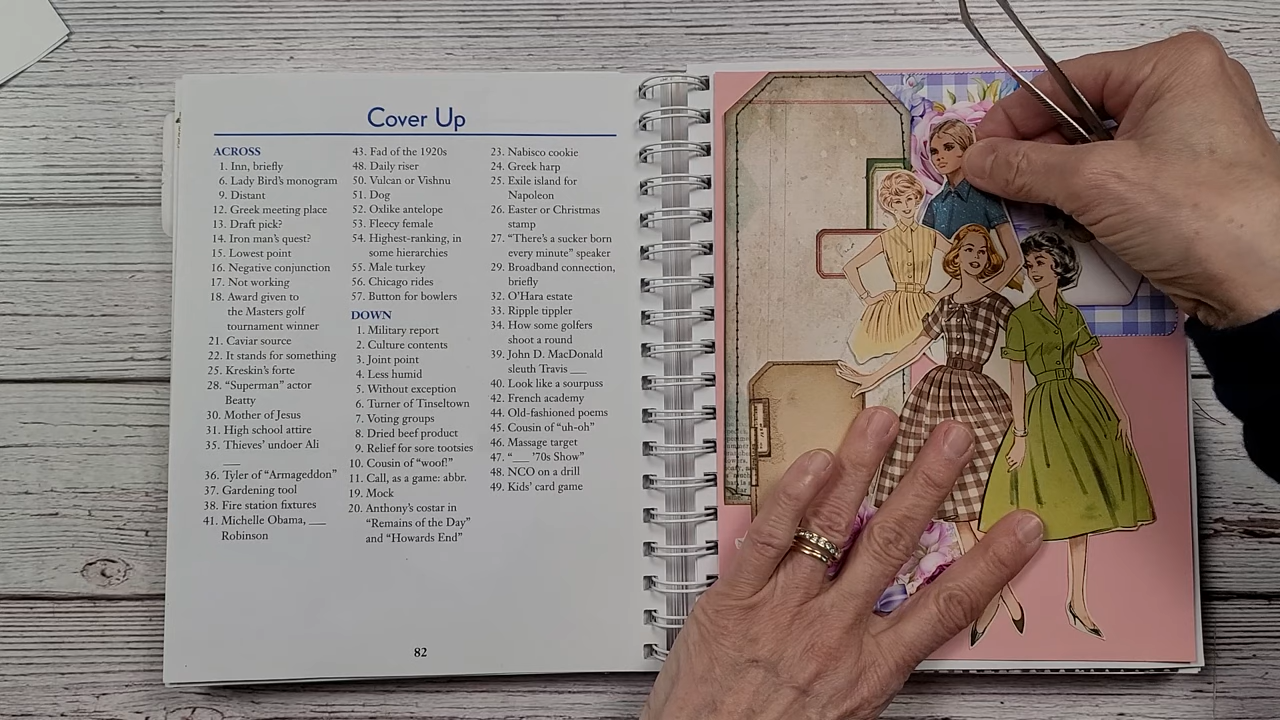 Cover Up
ACROSS
1. Inn, briefly
6. Lady Bird's monogram
9. Distant
12. Greek meeting place
13. Draft pick?
14. Iron man's quest?
15. Lowest point
16. Negative conjunction
17. Not working
18. Award given to
the Masters golf
tournament winner
21. Caviar source
22. It stands for something
25. Kreskin's forte
28. “Superman” actor
Beatty
30. Mother of Jesus
31. High school attire
35. Thieves' undoer Ali
___
36. Tyler of “Armageddon”
37. Gardening tool
38. Fire station fixtures
41. Michelle Obama, ___
Robinson
43. Fad of the 1920s
48. Daily riser
50. Vulcan or Vishnu
51. Dog
52. Oxlike antelope
53. Fleecy female
54. Highest-ranking, in
some hierarchies
55. Male turkey
56. Chicago rides
57. Button for bowlers
DOWN
1. Military report
2. Culture contents
3. Joint point
4. Less humid
5. Without exception
6. Turner of Tinseltown
7. Voting groups
8. Dried beef product
9. Relief for sore tootsies
10. Cousin of “woof!”
11. Call, as a game: abbr.
19. Mock
20. Anthony's costar in
“Remains of the Day”
and “Howards End”
23. Nabisco cookie
24. Greek harp
25. Exile island for
Napoleon
26. Easter or Christmas
stamp
27. “There's a sucker born
every minute” speaker
29. Broadband connection,
briefly
32. O'Hara estate
33. Ripple tippler
34. How some golfers
shoot a round
39. John D. MacDonald
sleuth Travis ___
40. Look like a sourpuss
42. French academy
44. Old-fashioned poems
45. Cousin of “uh-oh”
46. Massage target
47. “___ '70s Show”
48. NCO on a drill
49. Kids' card game
82